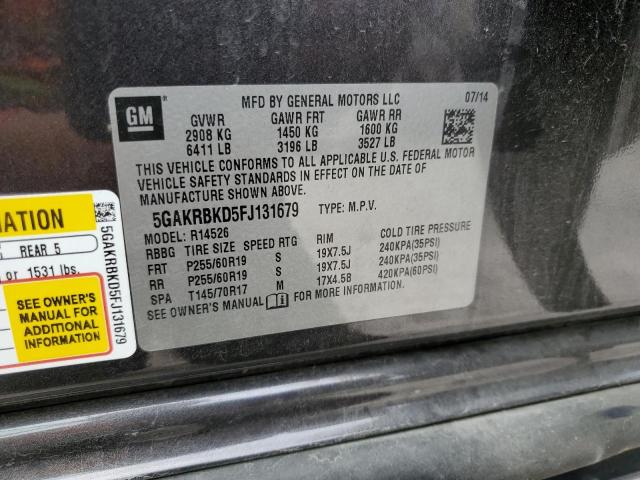 GM ®
MFD BY GENERAL MOTORS LLC 07/14
GVWR GAWR FRT GAWR RR
2908 KG 1450 KG 1600 KG
6411 LB 3196 LB 3527 LB
THIS VEHICLE CONFORMS TO ALL APPLICABLE U.S. FEDERAL MOTOR
VEHICLE SAFETY STANDARDS IN EFFECT ON THE DATE OF
MANUFACTURE SHOWN ABOVE.
5GAKRBKD5FJ131679 TYPE: M.P.V.
MODEL: R14526
RBBG TIRE SIZE SPEED RTG RIM COLD TIRE PRESSURE
FRT P255/60R19 S 19X7.5J 240KPA(35PSI)
RR P255/60R19 S 19X7.5J 240KPA(35PSI)
SPA T145/70R17 M 17X4.5B 420KPA(60PSI)
SEE OWNER'S MANUAL FOR MORE INFORMATION.
MATION
REAR 5
or 1531 lbs.
SEE OWNER'S
MANUAL FOR
ADDITIONAL
INFORMATION
5GAKRBKD5FJ131679